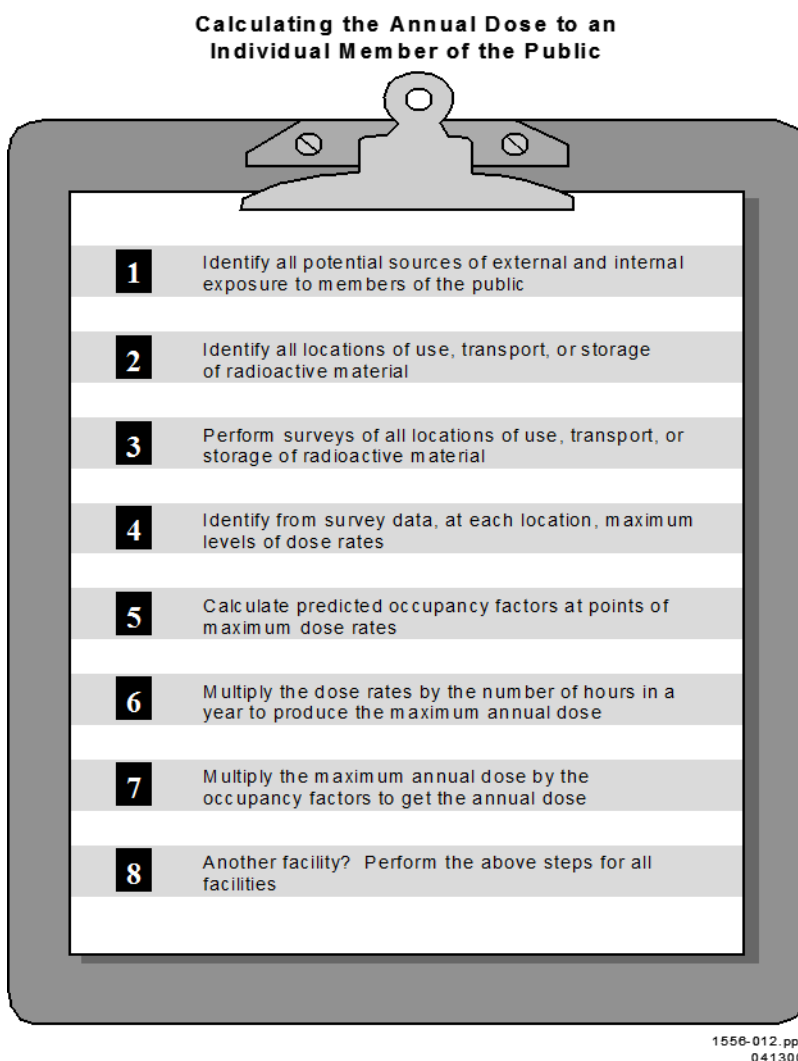 Calculating the Annual Dose to an
Individual Member of the Public
1
Identify all potential sources of external and internal
exposure to members of the public
2
Identify all locations of use, transport, or storage
of radioactive material
3
Perform surveys of all locations of use, transport, or
storage of radioactive material
4
Identify from survey data, at each location, maximum
levels of dose rates
5
Calculate predicted occupancy factors at points of
maximum dose rates
6
Multiply the dose rates by the number of hours in a
year to produce the maximum annual dose
7
Multiply the maximum annual dose by the
occupancy factors to get the annual dose
8
Another facility? Perform the above steps for all
facilities
1556-012.pp